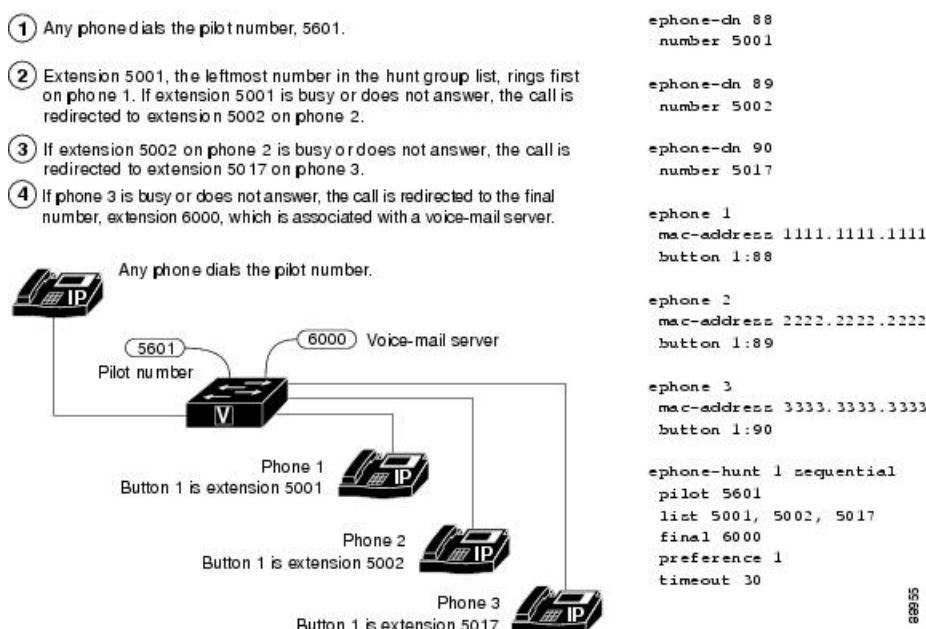 1 Any phone dials the pilot number, 5601.
2 Extension 5001, the leftmost number in the hunt group list, rings first
on phone 1. If extension 5001 is busy or does not answer, the call is
redirected to extension 5002 on phone 2.
3 If extension 5002 on phone 2 is busy or does not answer, the call is
redirected to extension 5017 on phone 3.
4 If phone 3 is busy or does not answer, the call is redirected to the final
number, extension 6000, which is associated with a voice-mail server.
Any phone dials the pilot number.
IP
5601
Pilot number
6000 Voice-mail server
V
Phone 1
Button 1 is extension 5001
IP
Phone 2
Button 1 is extension 5002
IP
Phone 3
Button 1 is extension 5017
IP
ephone-dn 88
number 5001
ephone-dn 89
number 5002
ephone-dn 90
number 5017
ephone 1
mac-address 1111.1111.1111
button 1:88
ephone 2
mac-address 2222.2222.2222
button 1:89
ephone 3
mac-address 3333.3333.3333
button 1:90
ephone-hunt 1 sequential
pilot 5601
list 5001, 5002, 5017
final 6000
preference 1
timeout 30
88955